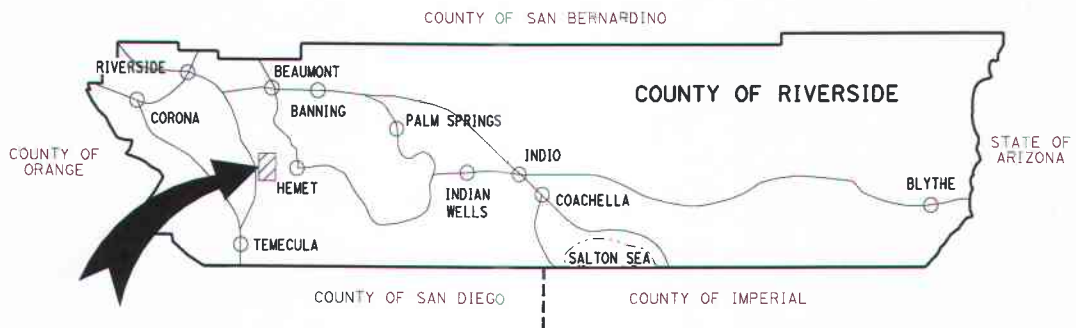 COUNTY OF SAN BERNARDINO
RIVERSIDE
BEAUMONT
COUNTY OF RIVERSIDE
CORONA
BANNING
PALM SPRINGS
COUNTY OF
ORANGE
STATE OF
ARIZONA
INDIO
HEMET
INDIAN
WELLS
COACHELLA
BLYTHE
TEMECULA
SALTON SEA
COUNTY OF SAN DIEGO
COUNTY OF IMPERIAL